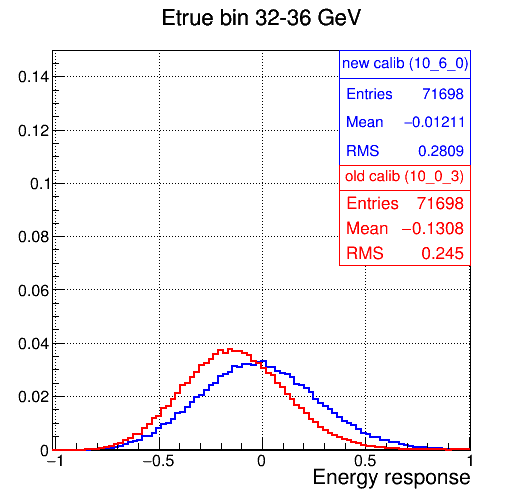 Etrue bin 32-36 GeV
new calib (10_6_0)
Entries 71698
Mean −0.01211
RMS 0.2809
old calib (10_0_3)
Entries 71698
Mean −0.1308
RMS 0.245
0.14
0.12
0.1
0.08
0.06
0.04
0.02
0
−1 −0.5 0 0.5 1
Energy response